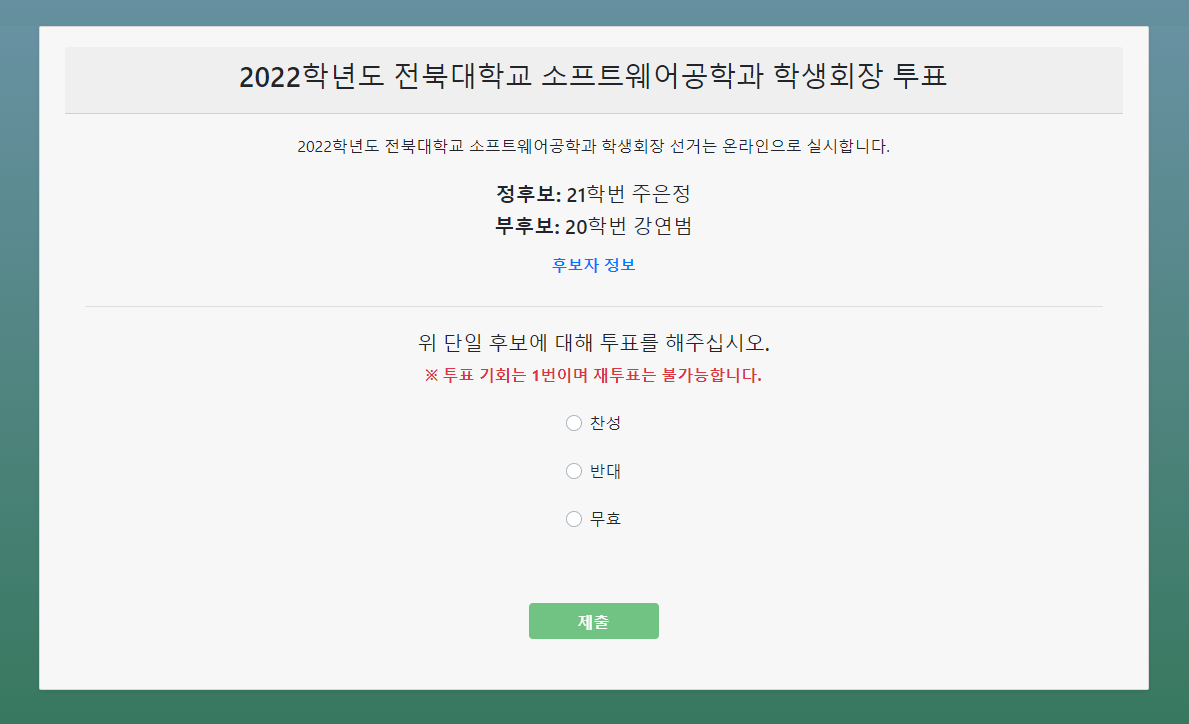 2022학년도 전북대학교 소프트웨어공학과 학생회장 투표
2022학년도 전북대학교 소프트웨어공학과 학생회장 선거는 온라인으로 실시합니다.
정후보: 21학번 주은정
부후보: 20학번 강연범
후보자 정보
위 단일 후보에 대해 투표를 해주십시오.
※ 투표 기회는 1번이며 재투표는 불가능합니다.
찬성
반대
무효
제출